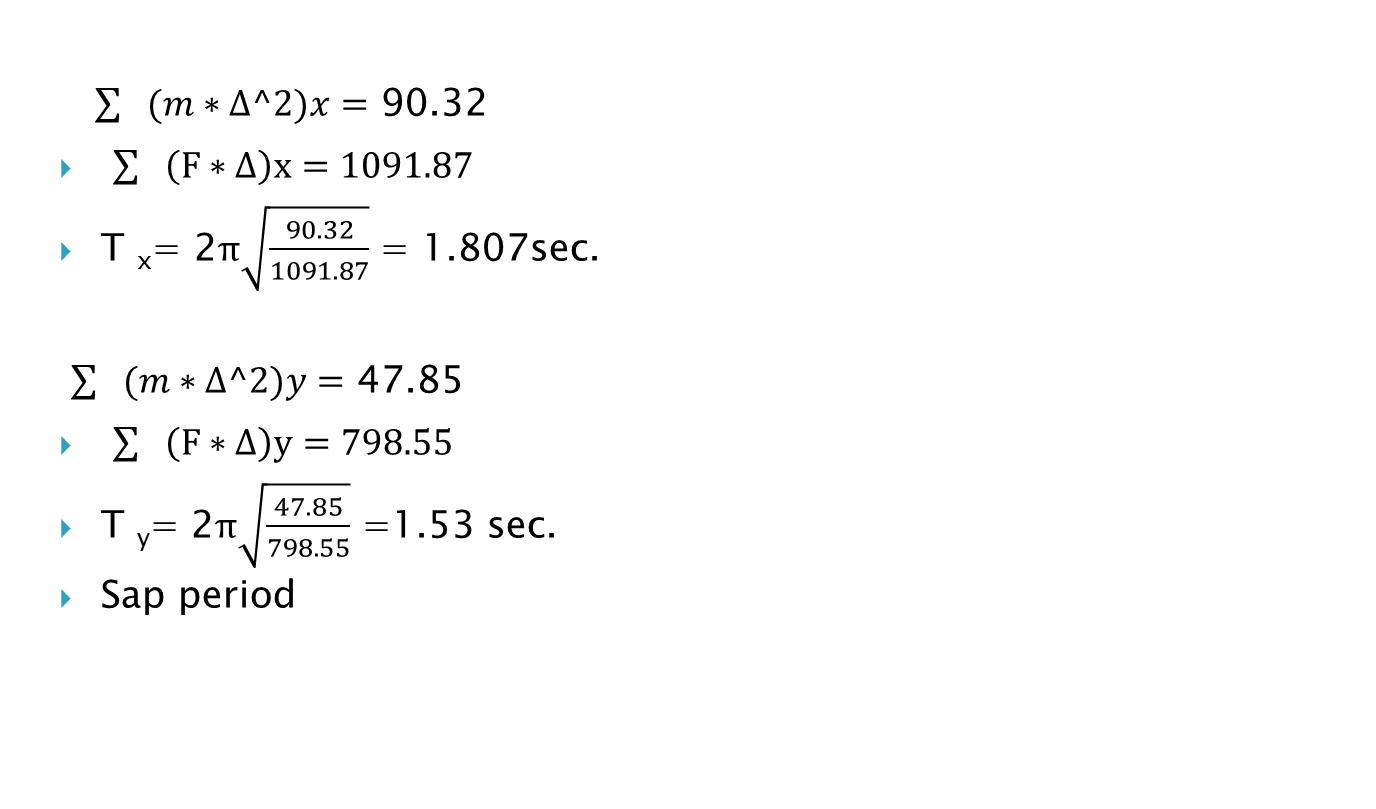 ∑ (m ∗ Δ^2)x = 90.32
∑ (F ∗ Δ)x = 1091.87
T x= 2π√(90.32/1091.87) = 1.807sec.
∑ (m ∗ Δ^2)y = 47.85
∑ (F ∗ Δ)y = 798.55
T y= 2π√(47.85/798.55) =1.53 sec.
Sap period